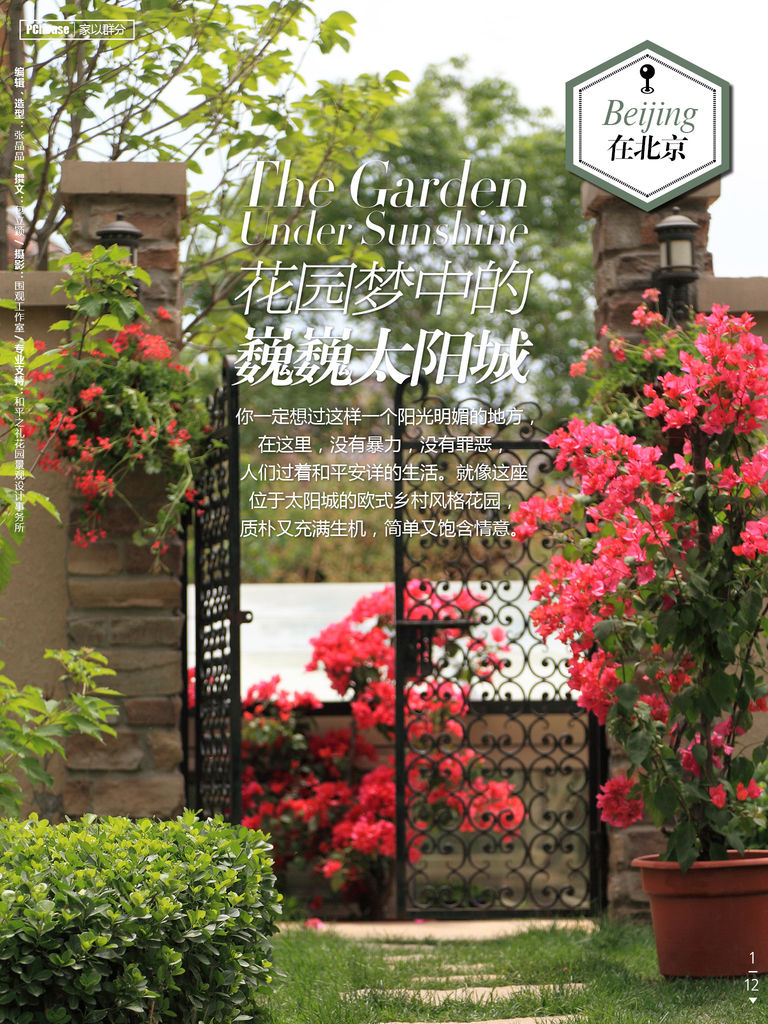 PChouse 家以群分
Beijing
在北京
The Garden
Under Sunshine
花园梦中的
巍巍太阳城
你一定想过这样一个阳光明媚的地方，
在这里，没有暴力，没有罪恶，
人们过着和平安详的生活。就像这座
位于太阳城的欧式乡村风格花园，
质朴又充满生机，简单又饱含情意。
编辑、造型：张晶晶 / 撰文：立颖 / 摄影：围观工作室 / 专业支持：和平之礼花园景观设计事务所
1
12